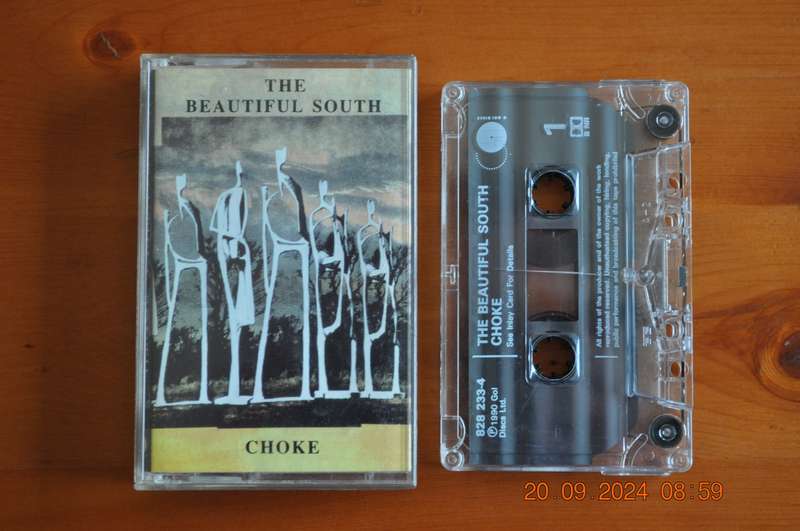 THE
BEAUTIFUL SOUTH
CHOKE
1
THE BEAUTIFUL SOUTH
CHOKE
See Inlay Card For Details
828 233-4
℗ 1990 Go!
Discs Ltd.
All rights of the producer and of the owner of the work
reproduced reserved. Unauthorised copying, hiring, lending,
public performance and broadcasting of this tape prohibited
20.09.2024 08:59